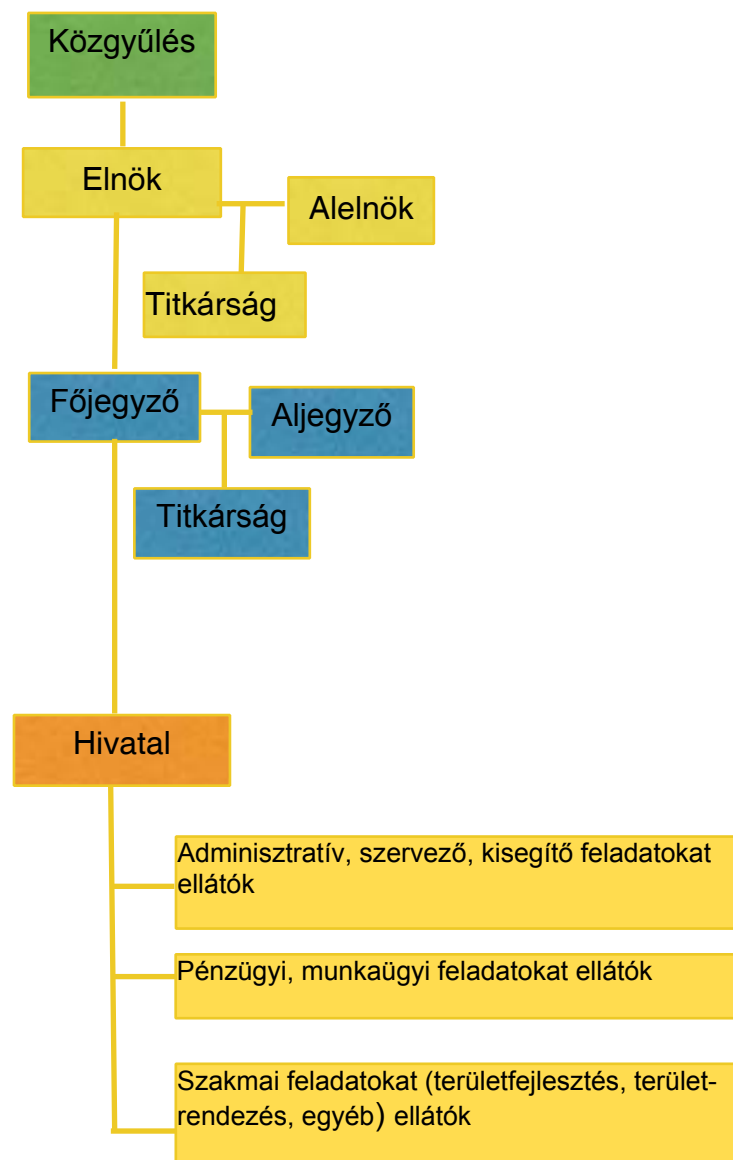 Közgyűlés
Elnök
Alelnök
Titkárság
Főjegyző
Aljegyző
Titkárság
Hivatal
Adminisztratív, szervező, kisegítő feladatokat
ellátók
Pénzügyi, munkaügyi feladatokat ellátók
Szakmai feladatokat (területfejlesztés, terület-
rendezés, egyéb) ellátók